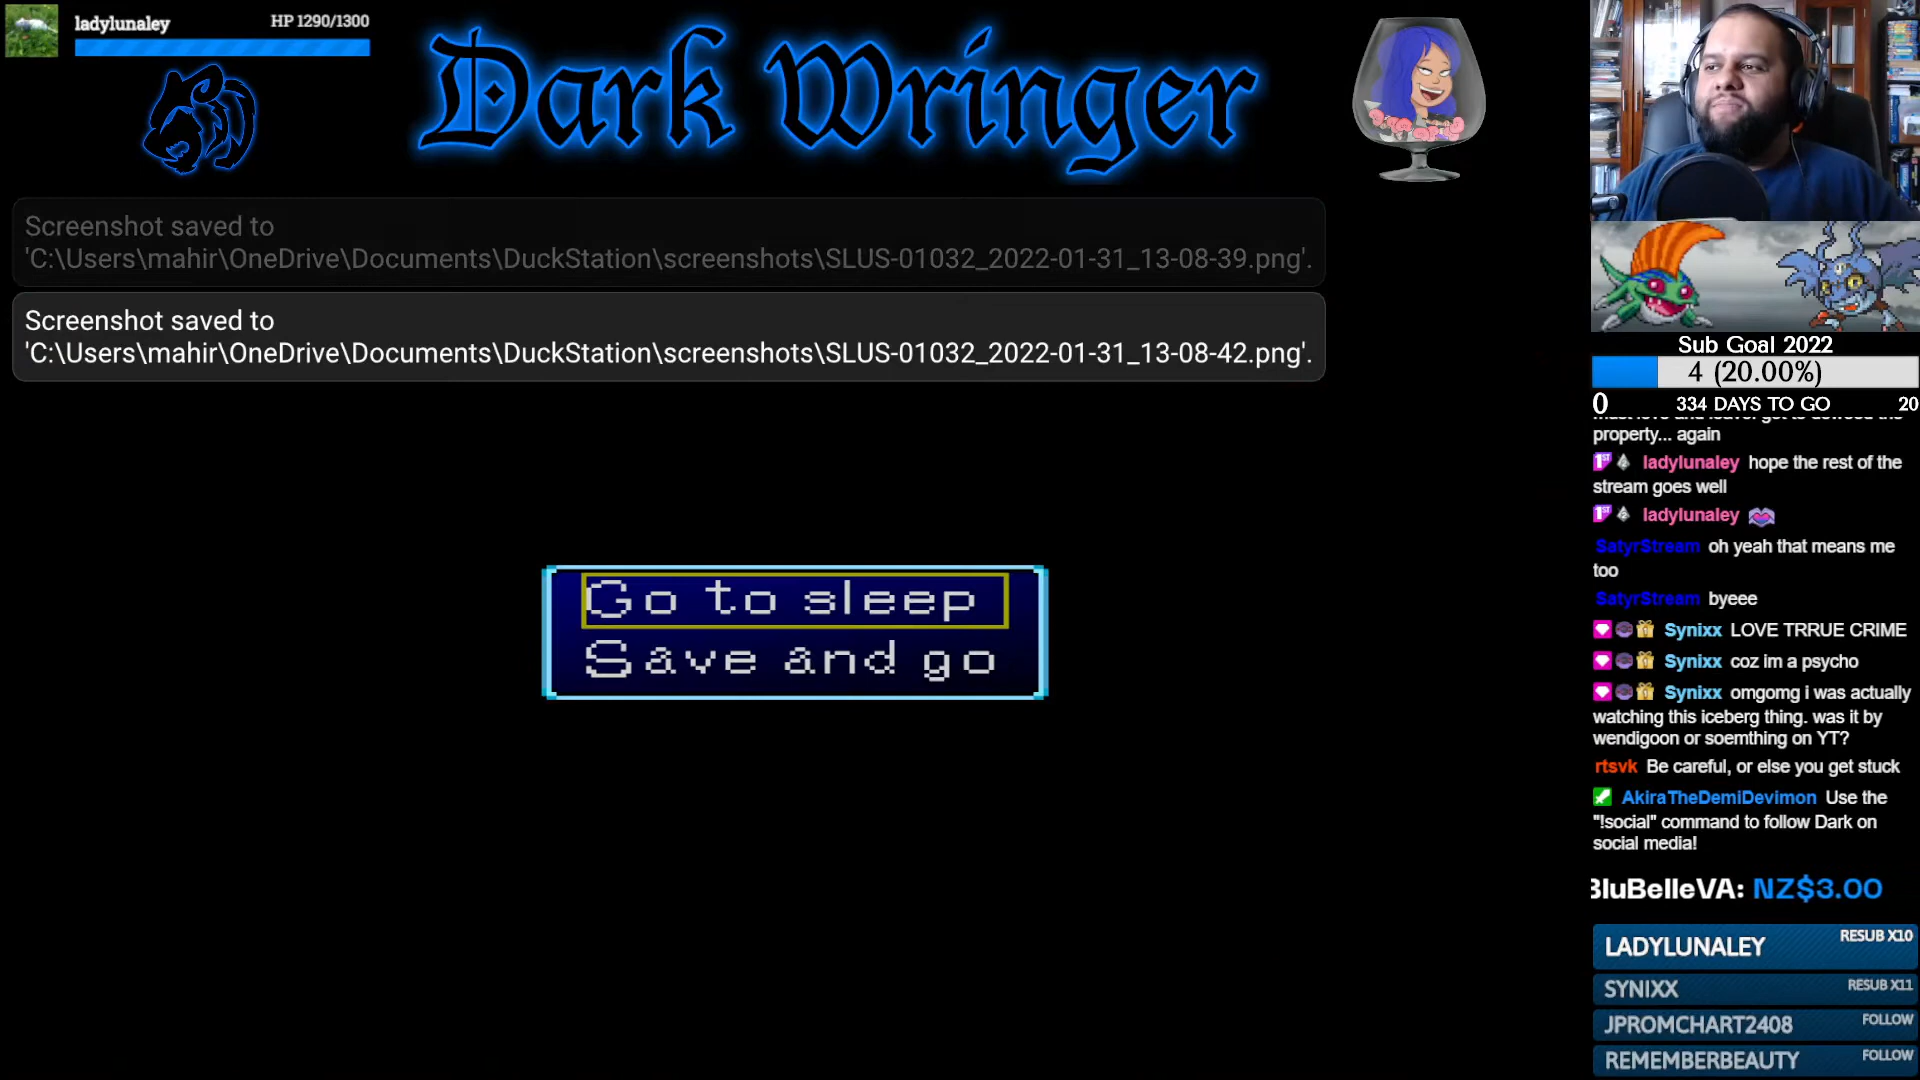 ladylunaley HP 1290/1300
Dark Wringer
Screenshot saved to
'C:\Users\mahir\OneDrive\Documents\DuckStation\screenshots\SLUS-01032_2022-01-31_13-08-39.png'.
Screenshot saved to
'C:\Users\mahir\OneDrive\Documents\DuckStation\screenshots\SLUS-01032_2022-01-31_13-08-42.png'.
Go to sleep
Save and go
Sub Goal 2022
4 (20.00%)
0 334 DAYS TO GO 20
property... again
ladylunaley hope the rest of the
stream goes well
ladylunaley
SatyrStream oh yeah that means me
too
SatyrStream byeee
Synixx LOVE TRRUE CRIME
Synixx coz im a psycho
Synixx omgomg i was actually
watching this iceberg thing. was it by
wendigoon or soemthing on YT?
rtsvk Be careful, or else you get stuck
AkiraTheDemiDevimon Use the
"!social" command to follow Dark on
social media!
BluBelleVA: NZ$3.00
LADYLUNALEY RESUB X10
SYNIXX RESUB X11
JPROMCHART2408 FOLLOW
REMEMBERBEAUTY FOLLOW